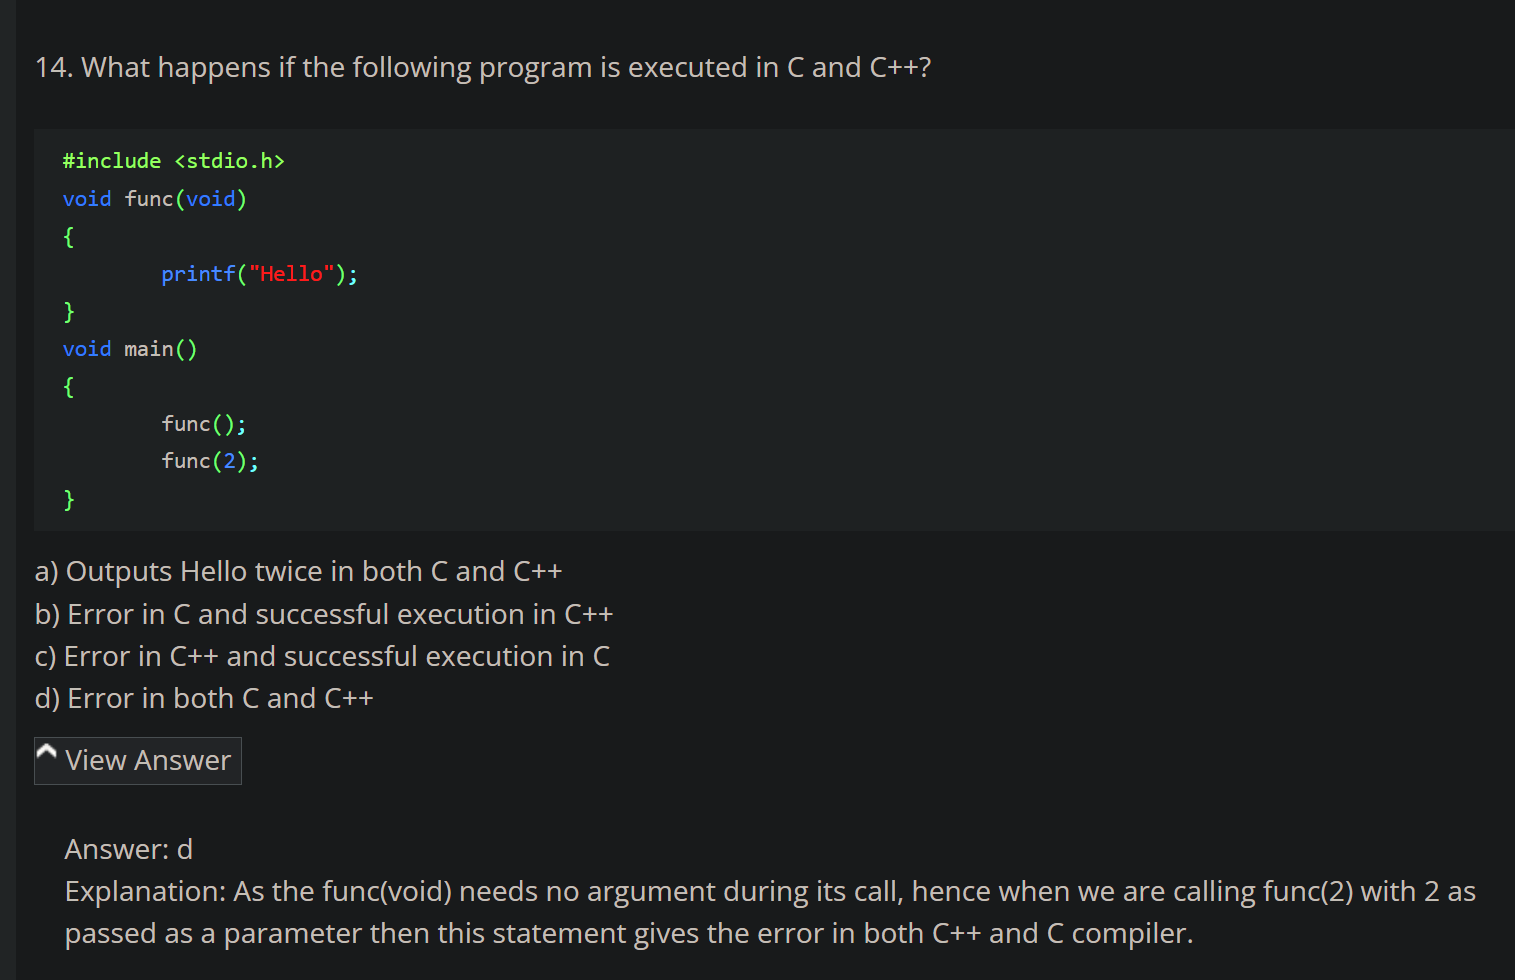 14. What happens if the following program is executed in C and C++?
#include <stdio.h>
void func(void)
{
        printf("Hello");
}
void main()
{
        func();
        func(2);
}
a) Outputs Hello twice in both C and C++
b) Error in C and successful execution in C++
c) Error in C++ and successful execution in C
d) Error in both C and C++
View Answer
Answer: d
Explanation: As the func(void) needs no argument during its call, hence when we are calling func(2) with 2 as
passed as a parameter then this statement gives the error in both C++ and C compiler.